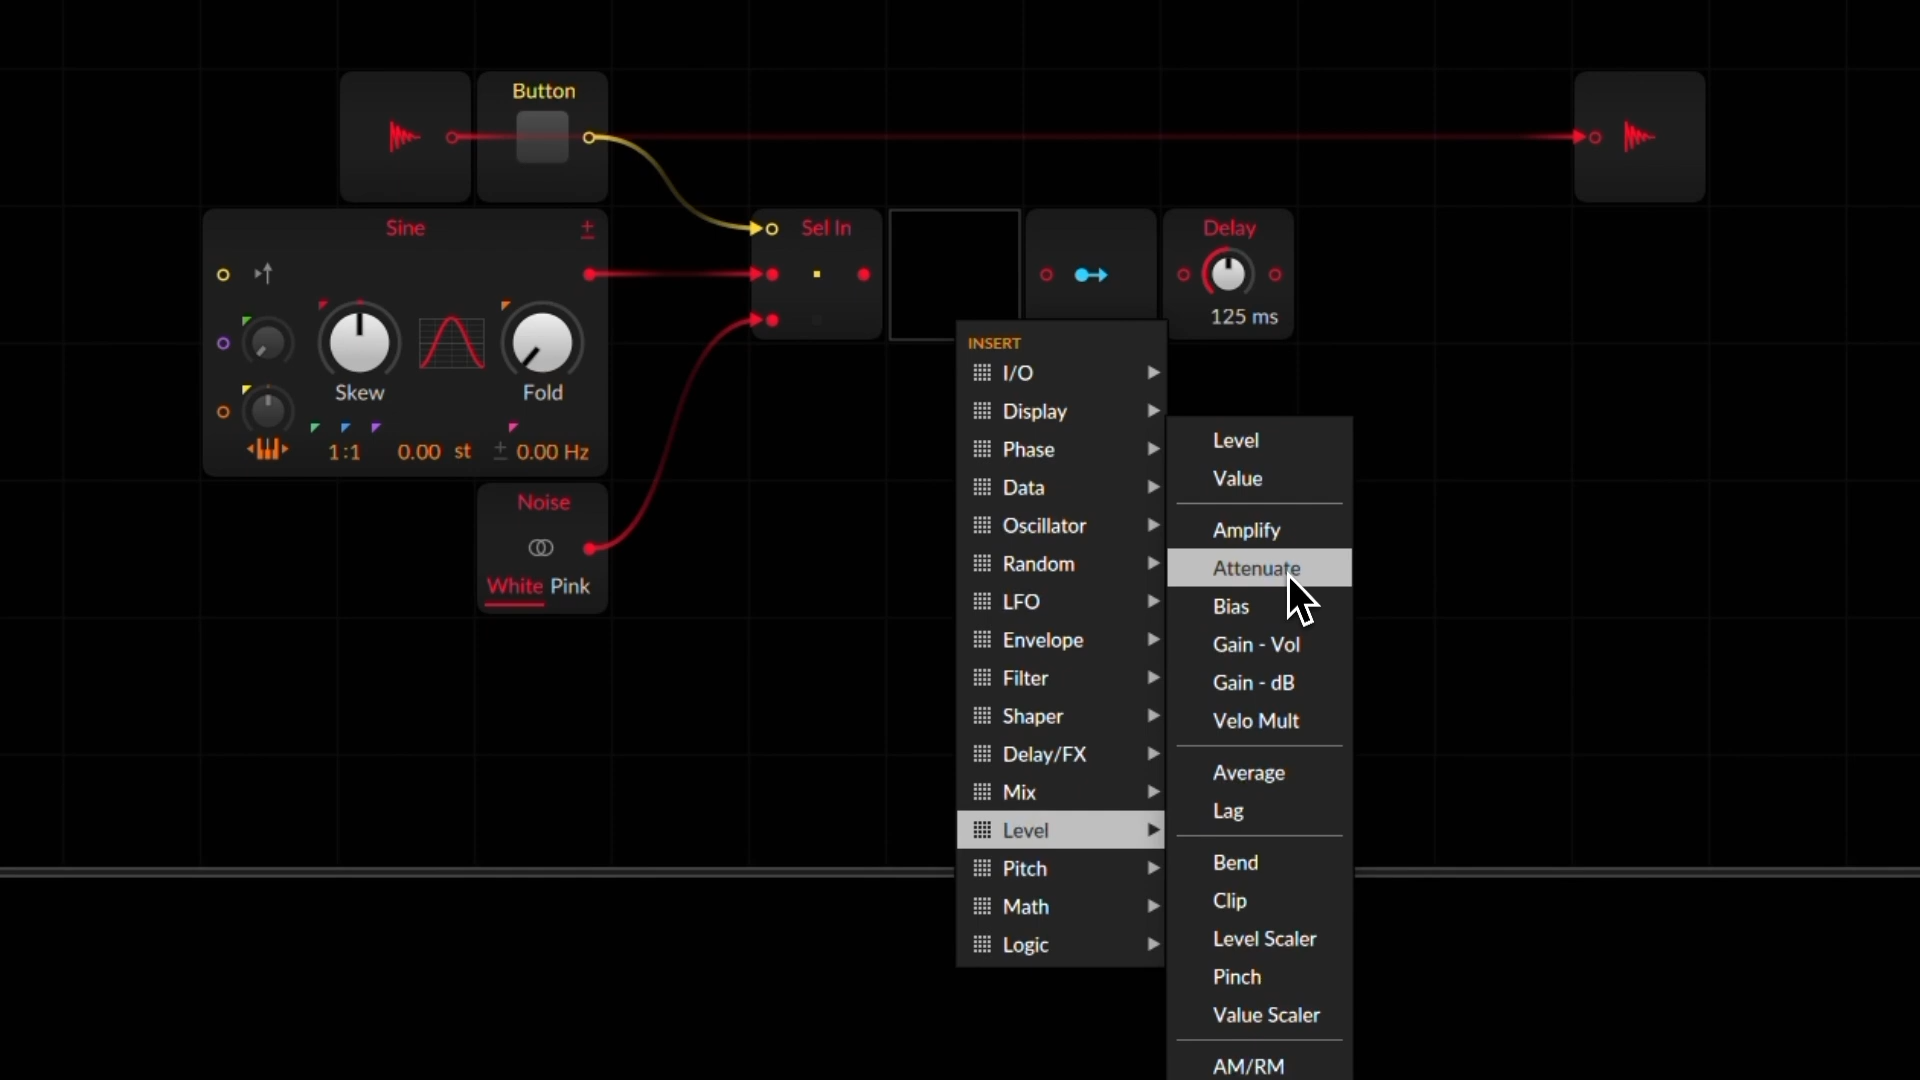 Button
Sine
±
Sel In
Delay
125 ms
Skew
Fold
1:1
0.00 st
± 0.00 Hz
Noise
White Pink
INSERT
I/O
Display
Phase
Data
Oscillator
Random
LFO
Envelope
Filter
Shaper
Delay/FX
Mix
Level
Pitch
Math
Logic
Level
Value
Amplify
Attenuate
Bias
Gain - Vol
Gain - dB
Velo Mult
Average
Lag
Bend
Clip
Level Scaler
Pinch
Value Scaler
AM/RM